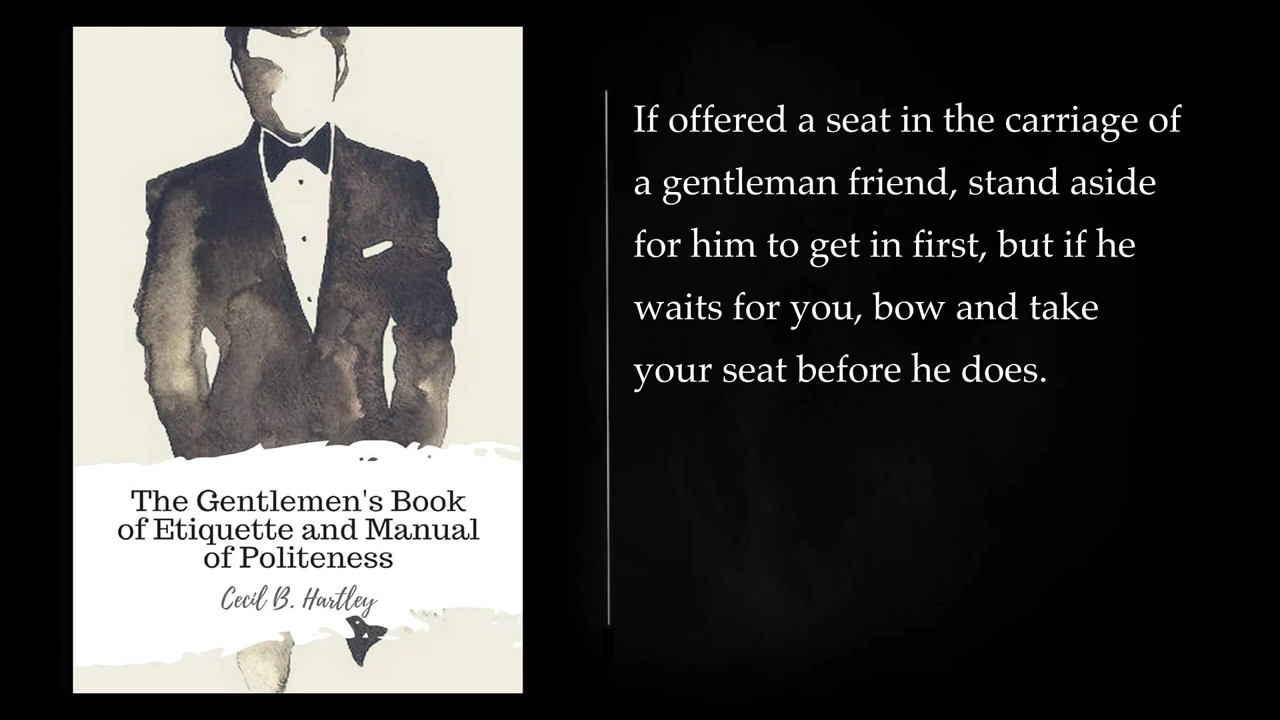 The Gentlemen's Book
of Etiquette and Manual
of Politeness
Cecil B. Hartley
If offered a seat in the carriage of
a gentleman friend, stand aside
for him to get in first, but if he
waits for you, bow and take
your seat before he does.